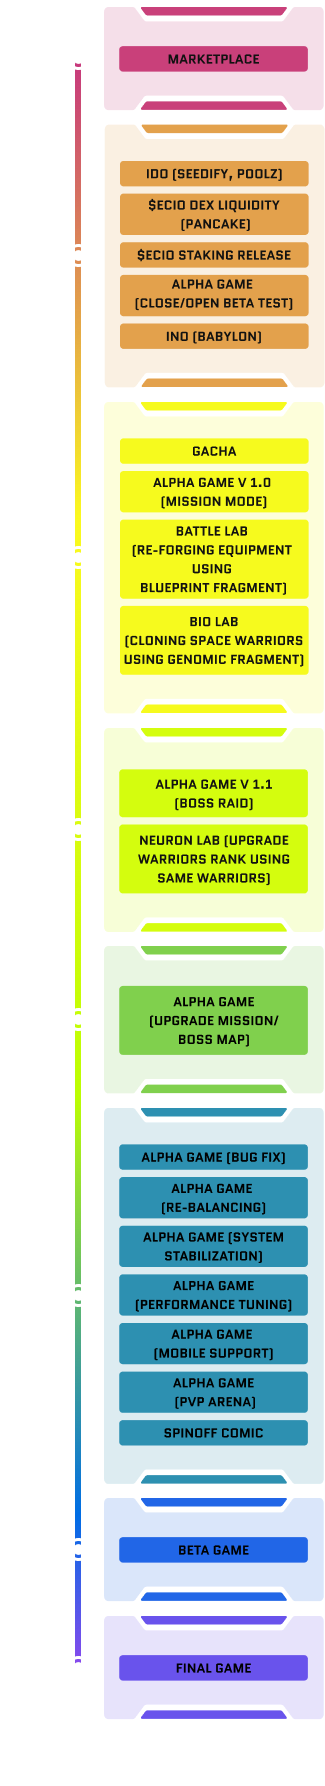 MARKETPLACE
IDO (SEEDIFY, POOLZ)
$ECIO DEX LIQUIDITY
(PANCAKE)
$ECIO STAKING RELEASE
ALPHA GAME
(CLOSE/OPEN BETA TEST)
INO (BABYLON)
GACHA
ALPHA GAME V 1.0
(MISSION MODE)
BATTLE LAB
(RE-FORGING EQUIPMENT
USING
BLUEPRINT FRAGMENT)
BIO LAB
(CLONING SPACE WARRIORS
USING GENOMIC FRAGMENT)
ALPHA GAME V 1.1
(BOSS RAID)
NEURON LAB (UPGRADE
WARRIORS RANK USING
SAME WARRIORS)
ALPHA GAME
(UPGRADE MISSION/
BOSS MAP)
ALPHA GAME (BUG FIX)
ALPHA GAME
(RE-BALANCING)
ALPHA GAME (SYSTEM
STABILIZATION)
ALPHA GAME
(PERFORMANCE TUNING)
ALPHA GAME
(MOBILE SUPPORT)
ALPHA GAME
(PVP ARENA)
SPINOFF COMIC
BETA GAME
FINAL GAME